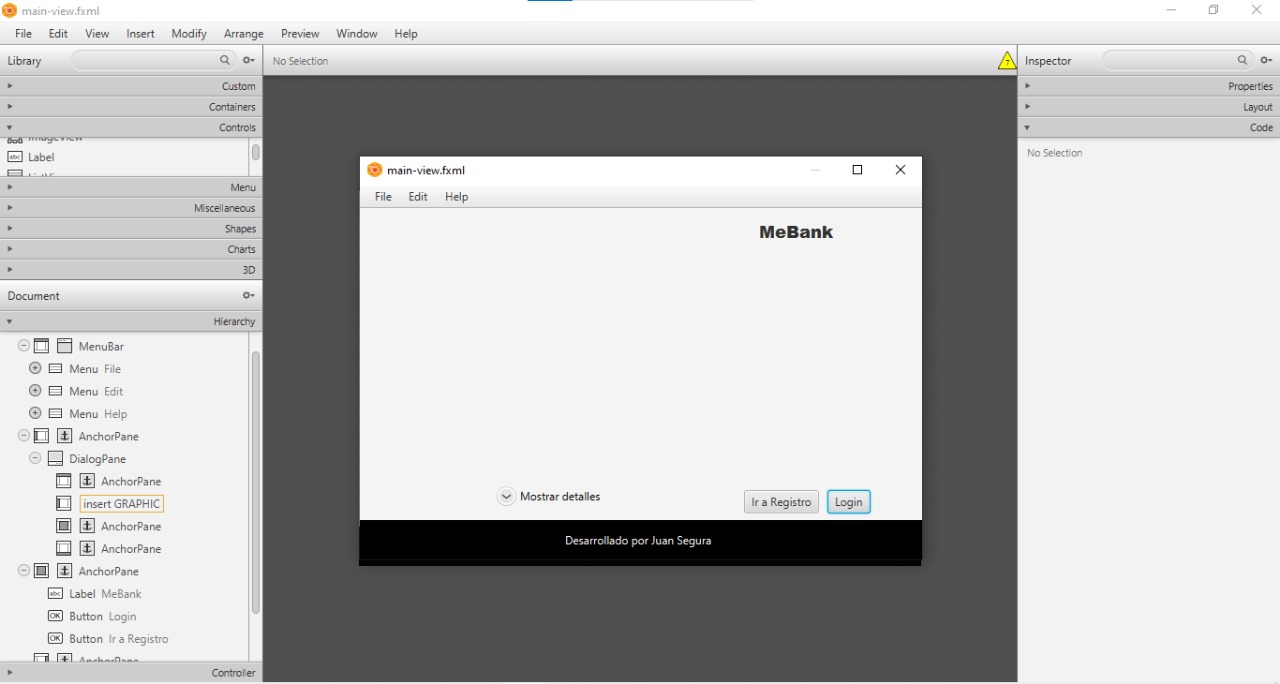 main-view.fxml
File Edit View Insert Modify Arrange Preview Window Help
Library
No Selection
Inspector
Custom
Containers
Controls
ImageView
Label
Menu
Miscellaneous
Shapes
Charts
3D
Document
Hierarchy
MenuBar
Menu File
Menu Edit
Menu Help
AnchorPane
DialogPane
AnchorPane
insert GRAPHIC
AnchorPane
AnchorPane
AnchorPane
Label MeBank
Button Login
Button Ir a Registro
AnchorPane
Controller
main-view.fxml
File Edit Help
MeBank
Mostrar detalles
Ir a Registro
Login
Desarrollado por Juan Segura
Properties
Layout
Code
No Selection